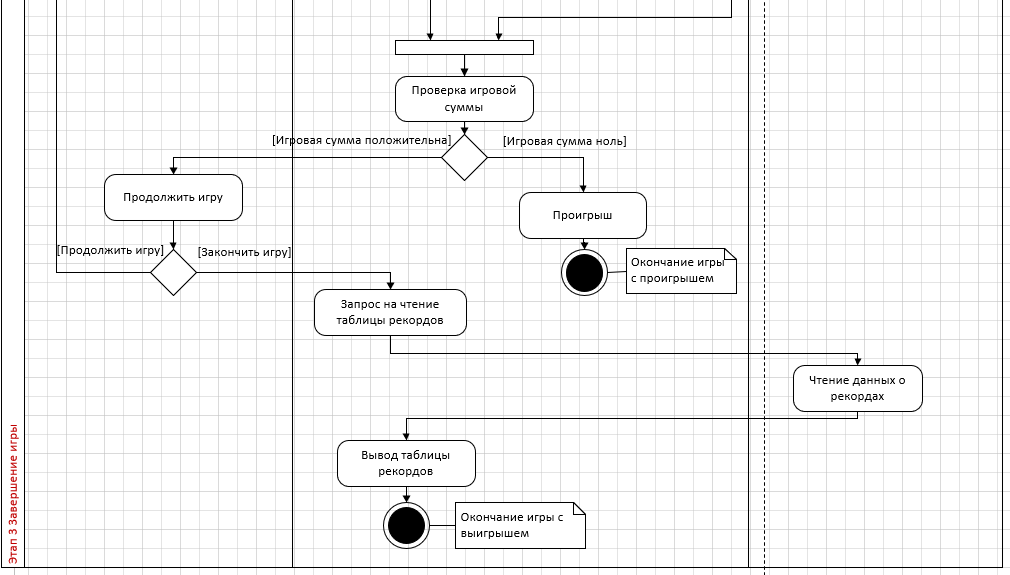 Проверка игровой
суммы
[Игровая сумма положительна]
[Игровая сумма ноль]
Продолжить игру
Проигрыш
[Продолжить игру]
[Закончить игру]
Окончание игры
с проигрышем
Запрос на чтение
таблицы рекордов
Чтение данных о
рекордах
Вывод таблицы
рекордов
Окончание игры с
выигрышем
Этап 3 Завершение игры